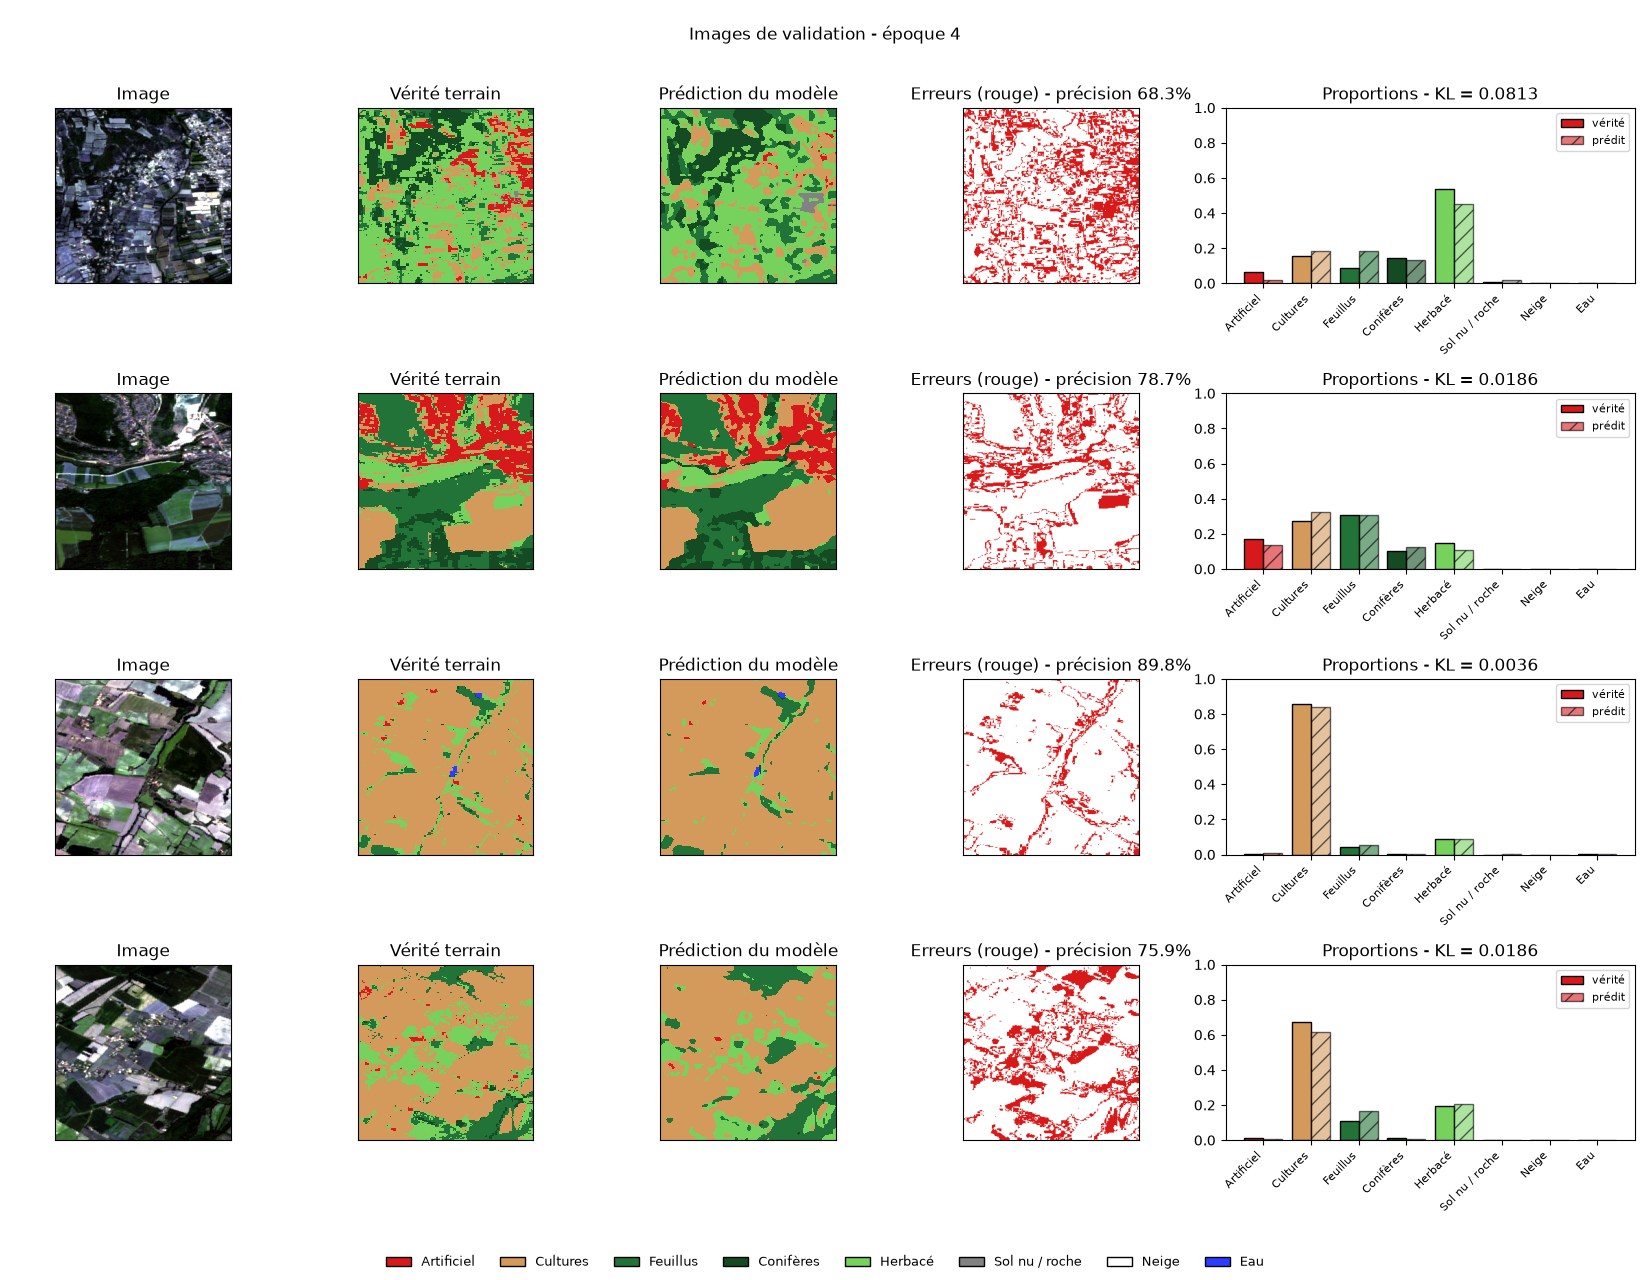 Images de validation - époque 4
Image
Vérité terrain
Prédiction du modèle
Erreurs (rouge) - précision 68.3%
Proportions - KL = 0.0813
1.0
0.8
0.6
0.4
0.2
0.0
vérité
prédit
Artificiel
Cultures
Feuillus
Conifères
Herbacé
Sol nu / roche
Neige
Eau
Image
Vérité terrain
Prédiction du modèle
Erreurs (rouge) - précision 78.7%
Proportions - KL = 0.0186
1.0
0.8
0.6
0.4
0.2
0.0
vérité
prédit
Artificiel
Cultures
Feuillus
Conifères
Herbacé
Sol nu / roche
Neige
Eau
Image
Vérité terrain
Prédiction du modèle
Erreurs (rouge) - précision 89.8%
Proportions - KL = 0.0036
1.0
0.8
0.6
0.4
0.2
0.0
vérité
prédit
Artificiel
Cultures
Feuillus
Conifères
Herbacé
Sol nu / roche
Neige
Eau
Image
Vérité terrain
Prédiction du modèle
Erreurs (rouge) - précision 75.9%
Proportions - KL = 0.0186
1.0
0.8
0.6
0.4
0.2
0.0
vérité
prédit
Artificiel
Cultures
Feuillus
Conifères
Herbacé
Sol nu / roche
Neige
Eau
Artificiel Cultures Feuillus Conifères Herbacé Sol nu / roche Neige Eau